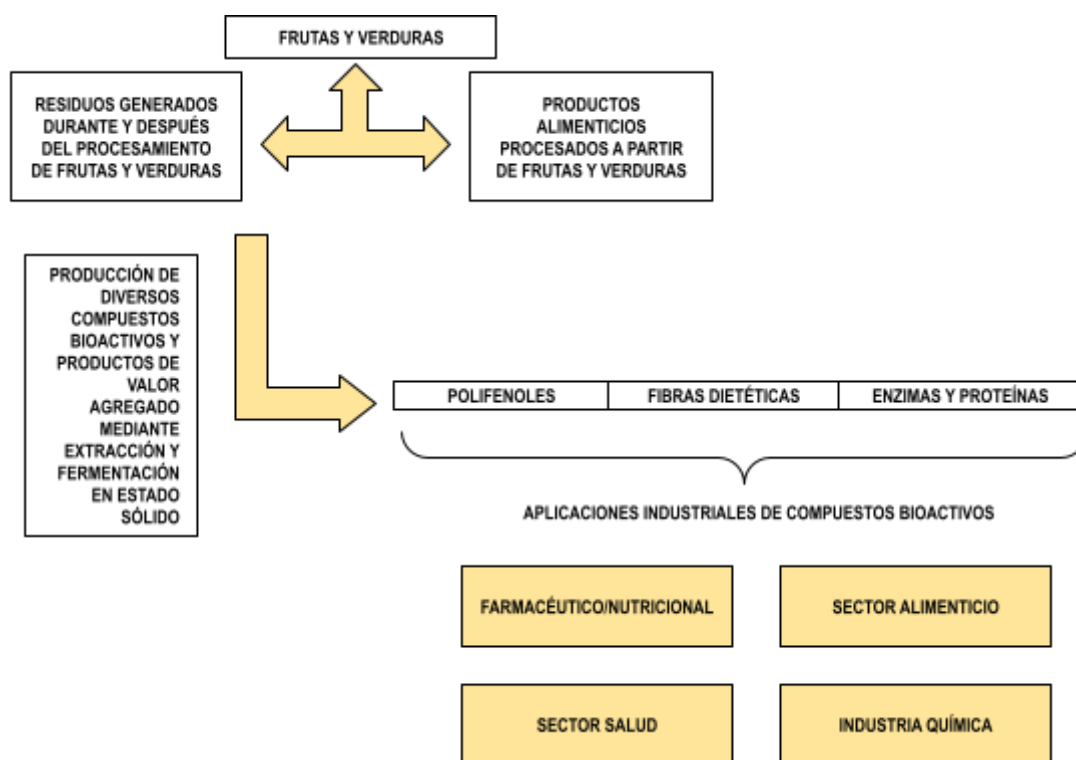 FRUTAS Y VERDURAS
RESIDUOS GENERADOS
DURANTE Y DESPUÉS
DEL PROCESAMIENTO
DE FRUTAS Y VERDURAS
PRODUCTOS
ALIMENTICIOS
PROCESADOS A PARTIR
DE FRUTAS Y VERDURAS
PRODUCCIÓN DE
DIVERSOS
COMPUESTOS
BIOACTIVOS Y
PRODUCTOS DE
VALOR
AGREGADO
MEDIANTE
EXTRACCIÓN Y
FERMENTACIÓN
EN ESTADO
SÓLIDO
POLIFENOLES
FIBRAS DIETÉTICAS
ENZIMAS Y PROTEÍNAS
APLICACIONES INDUSTRIALES DE COMPUESTOS BIOACTIVOS
FARMACÉUTICO/NUTRICIONAL
SECTOR ALIMENTICIO
SECTOR SALUD
INDUSTRIA QUÍMICA